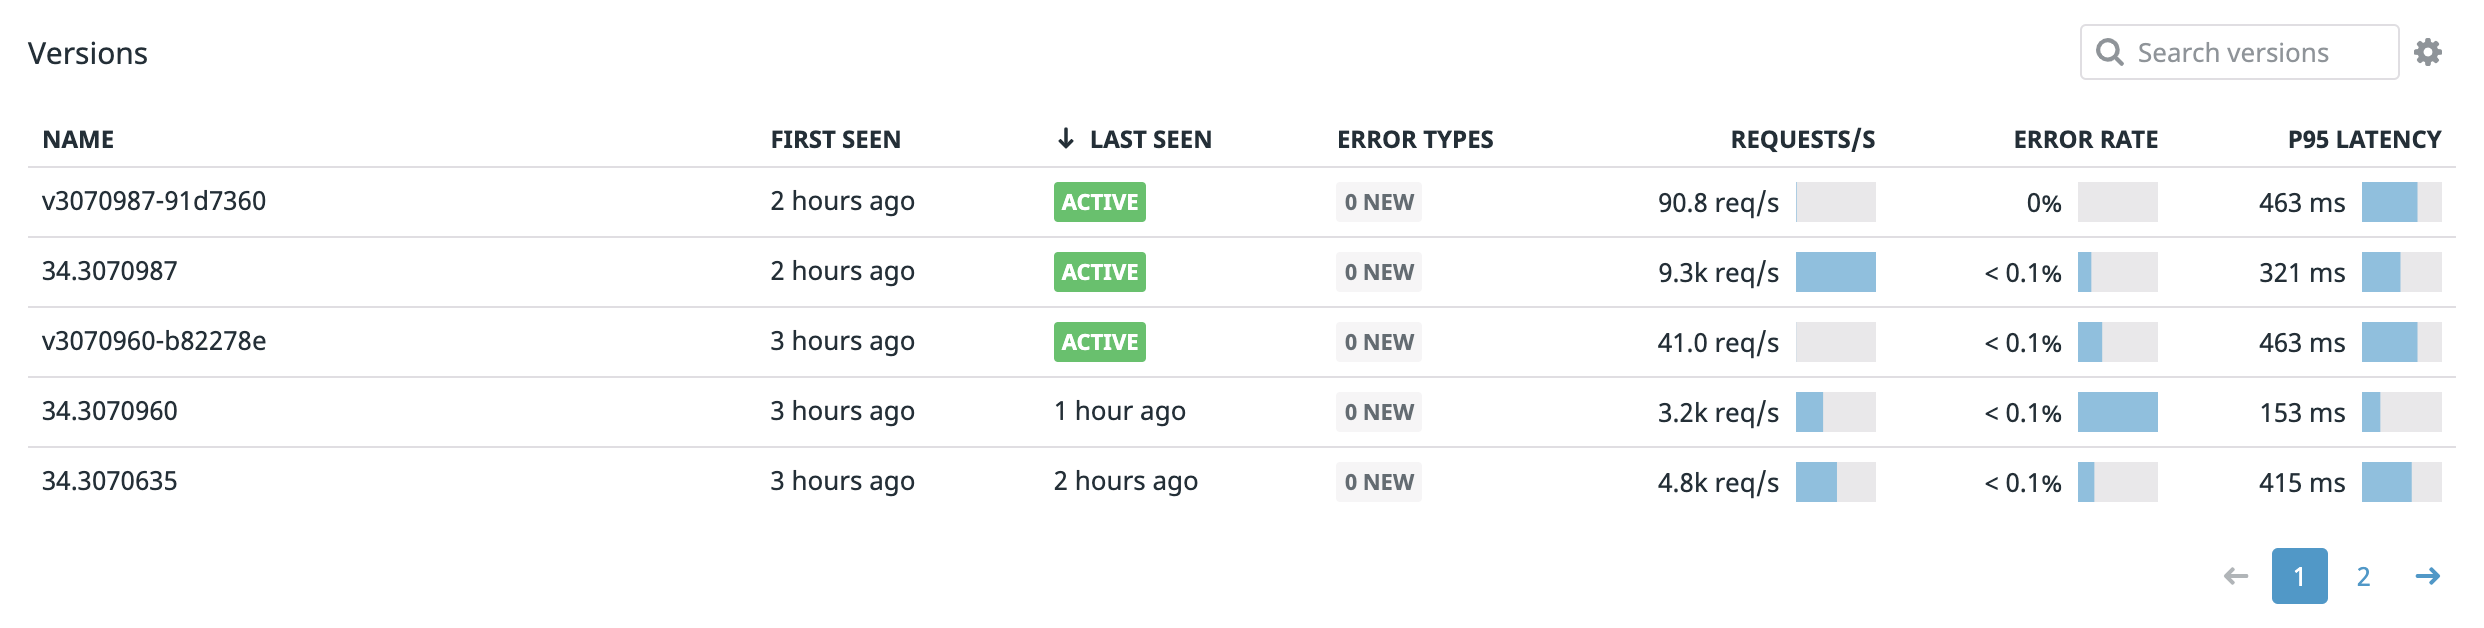 Versions
Search versions
NAME FIRST SEEN ↓ LAST SEEN ERROR TYPES REQUESTS/S ERROR RATE P95 LATENCY
v3070987-91d7360 2 hours ago ACTIVE 0 NEW 90.8 req/s 0% 463 ms
34.3070987 2 hours ago ACTIVE 0 NEW 9.3k req/s < 0.1% 321 ms
v3070960-b82278e 3 hours ago ACTIVE 0 NEW 41.0 req/s < 0.1% 463 ms
34.3070960 3 hours ago 1 hour ago 0 NEW 3.2k req/s < 0.1% 153 ms
34.3070635 3 hours ago 2 hours ago 0 NEW 4.8k req/s < 0.1% 415 ms
← 1 2 →